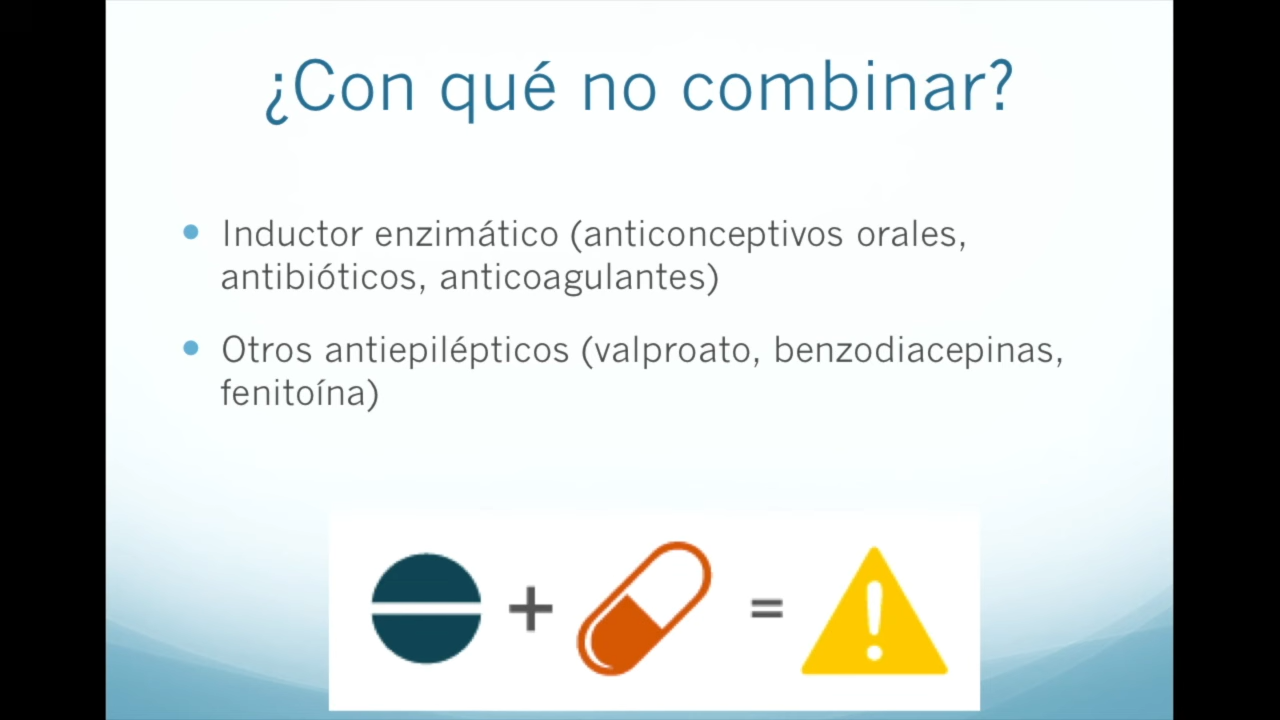 ¿Con qué no combinar?
Inductor enzimático (anticonceptivos orales,
antibióticos, anticoagulantes)
Otros antiepilépticos (valproato, benzodiacepinas,
fenitoína)
+ =